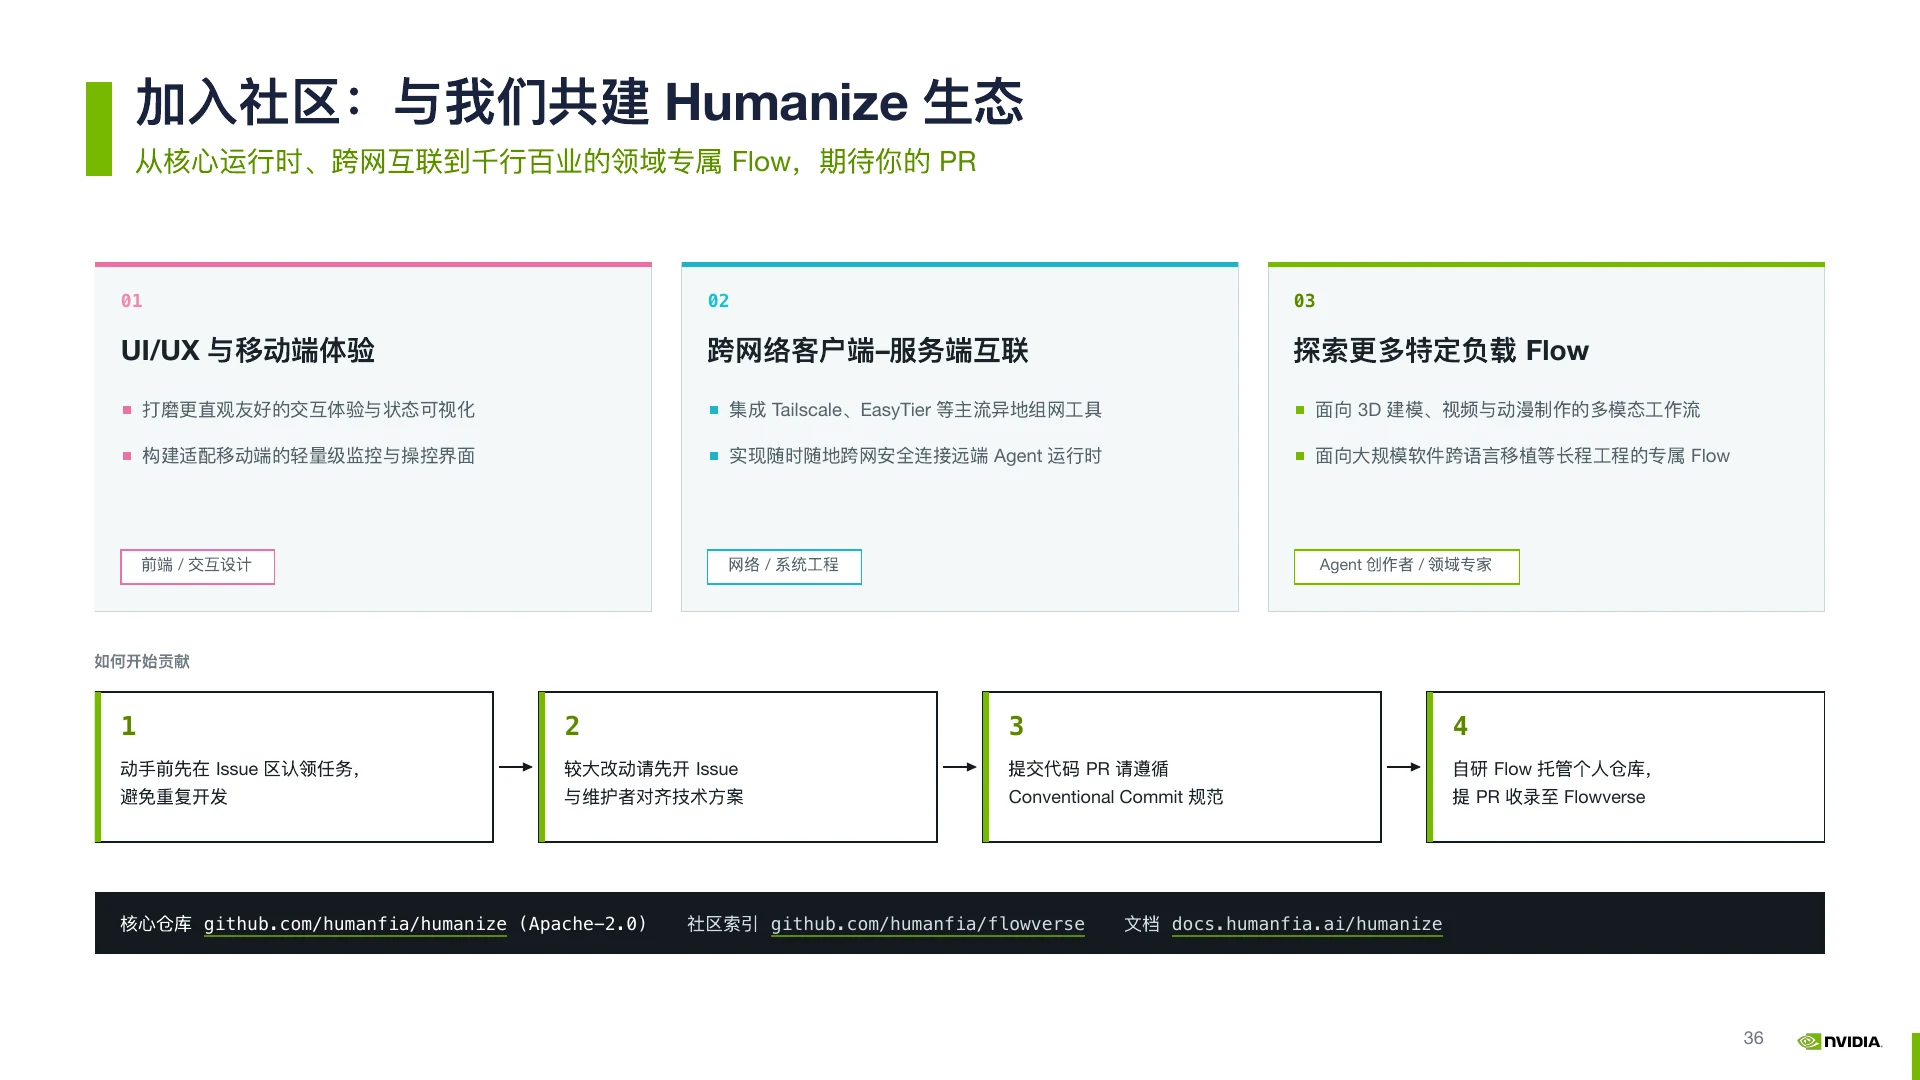 加入社区：与我们共建 Humanize 生态
从核心运行时、跨网互联到千行百业的领域专属 Flow，期待你的 PR
01
UI/UX 与移动端体验
打磨更直观友好的交互体验与状态可视化
构建适配移动端的轻量级监控与操控界面
前端 / 交互设计
02
跨网络客户端–服务端互联
集成 Tailscale、EasyTier 等主流异地组网工具
实现随时随地跨网安全连接远端 Agent 运行时
网络 / 系统工程
03
探索更多特定负载 Flow
面向 3D 建模、视频与动漫制作的多模态工作流
面向大规模软件跨语言移植等长程工程的专属 Flow
Agent 创作者 / 领域专家
如何开始贡献
1
动手前先在 Issue 区认领任务，
避免重复开发
2
较大改动请先开 Issue
与维护者对齐技术方案
3
提交代码 PR 请遵循
Conventional Commit 规范
4
自研 Flow 托管个人仓库，
提 PR 收录至 Flowverse
核心仓库 github.com/humanfia/humanize (Apache-2.0) 社区索引 github.com/humanfia/flowverse 文档 docs.humanfia.ai/humanize
36
NVIDIA